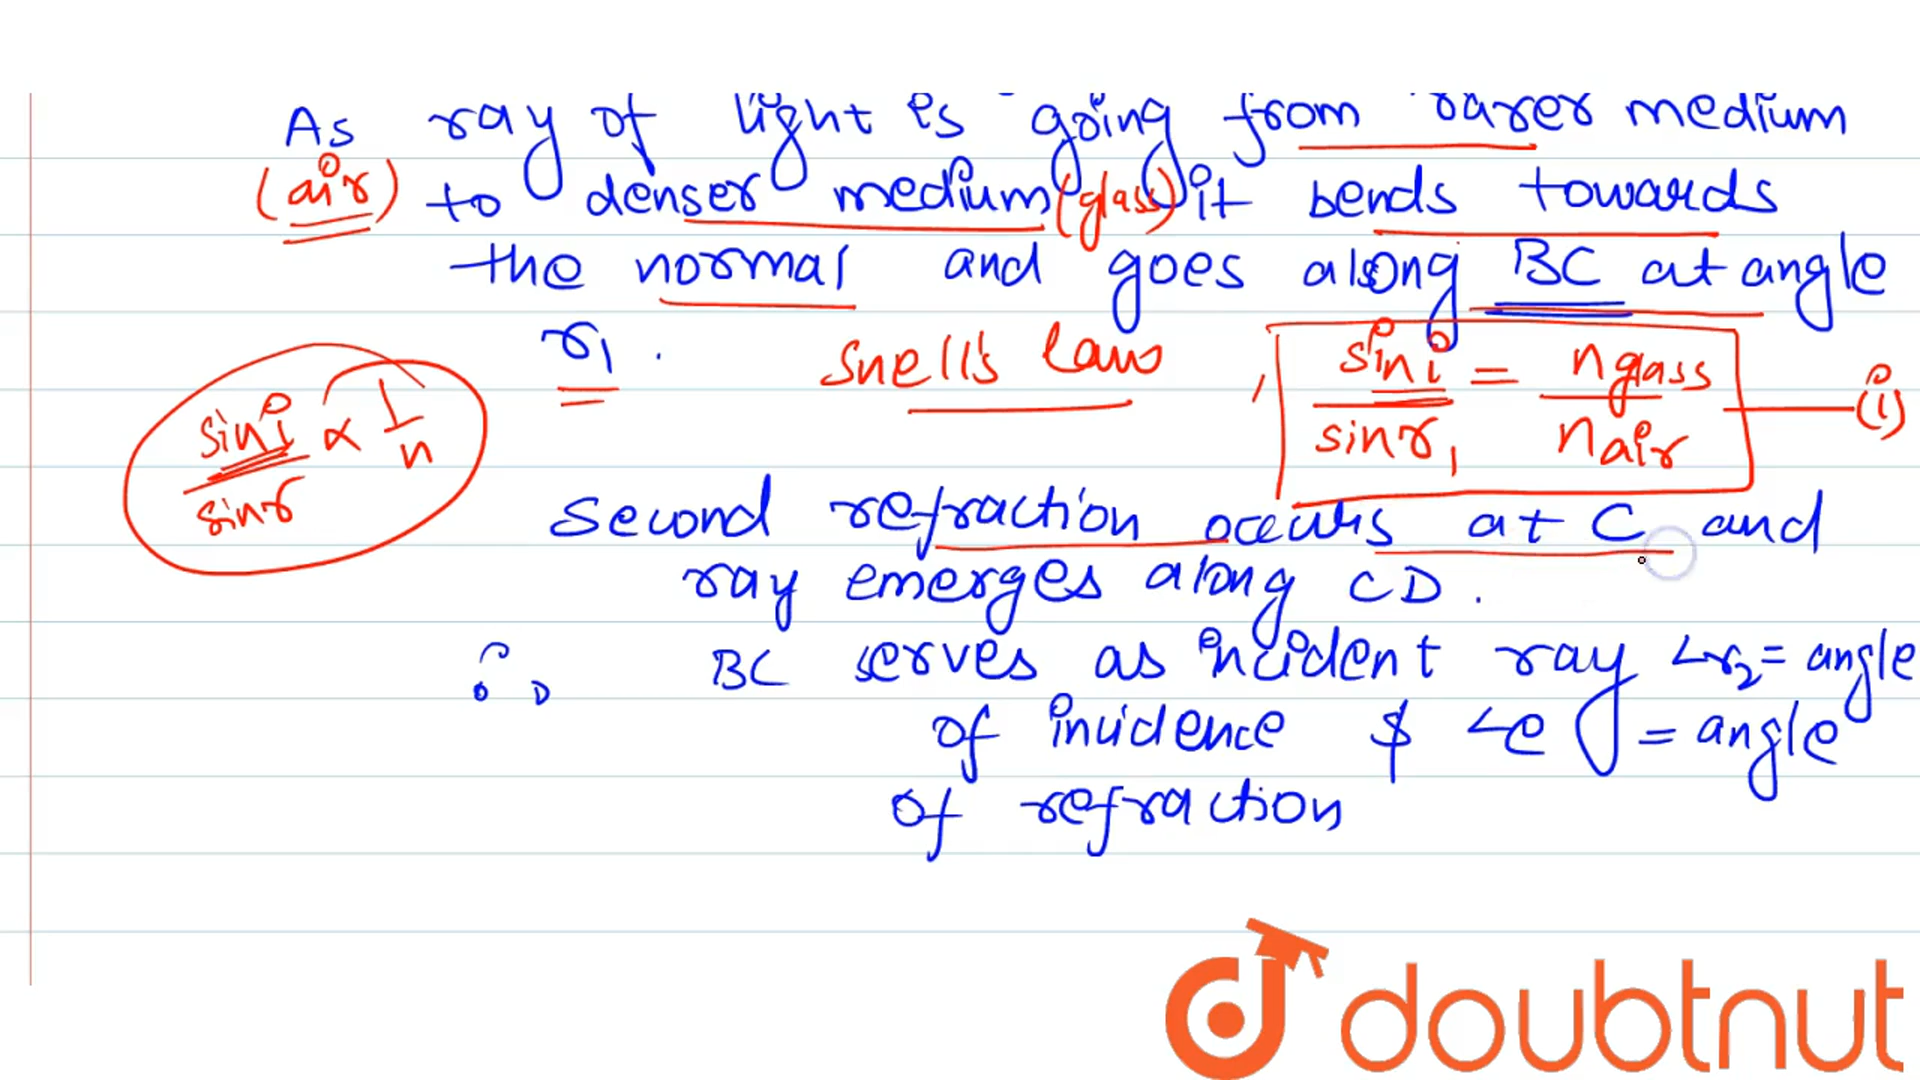 As ray of light is going from rarer medium
(air) to denser medium (glass) it bends towards
the normal and goes along BC at angle
r₁ . Snell's law , sin i / sin r₁ = n glass / n air — (i)
sin i / sin r ∝ 1 / n
Second refraction occurs at C and
ray emerges along CD .
BC serves as incident ray ∠r₂ = angle
of incidence & ∠e = angle
of refraction
doubtnut